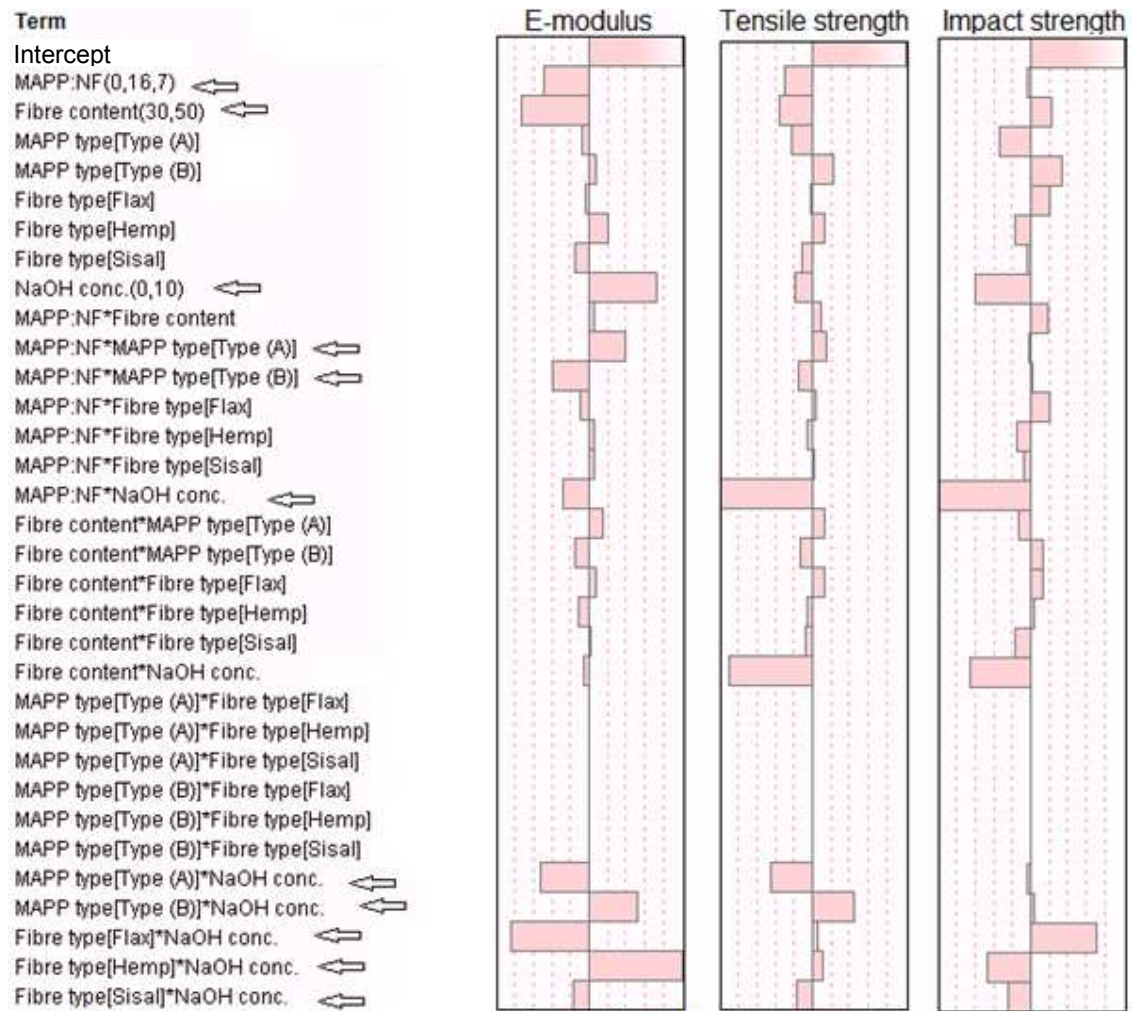 Term E-modulus Tensile strength Impact strength
Intercept
MAPP:NF(0,16,7)
Fibre content(30,50)
MAPP type[Type (A)]
MAPP type[Type (B)]
Fibre type[Flax]
Fibre type[Hemp]
Fibre type[Sisal]
NaOH conc.(0,10)
MAPP:NF*Fibre content
MAPP:NF*MAPP type[Type (A)]
MAPP:NF*MAPP type[Type (B)]
MAPP:NF*Fibre type[Flax]
MAPP:NF*Fibre type[Hemp]
MAPP:NF*Fibre type[Sisal]
MAPP:NF*NaOH conc.
Fibre content*MAPP type[Type (A)]
Fibre content*MAPP type[Type (B)]
Fibre content*Fibre type[Flax]
Fibre content*Fibre type[Hemp]
Fibre content*Fibre type[Sisal]
Fibre content*NaOH conc.
MAPP type[Type (A)]*Fibre type[Flax]
MAPP type[Type (A)]*Fibre type[Hemp]
MAPP type[Type (A)]*Fibre type[Sisal]
MAPP type[Type (B)]*Fibre type[Flax]
MAPP type[Type (B)]*Fibre type[Hemp]
MAPP type[Type (B)]*Fibre type[Sisal]
MAPP type[Type (A)]*NaOH conc.
MAPP type[Type (B)]*NaOH conc.
Fibre type[Flax]*NaOH conc.
Fibre type[Hemp]*NaOH conc.
Fibre type[Sisal]*NaOH conc.